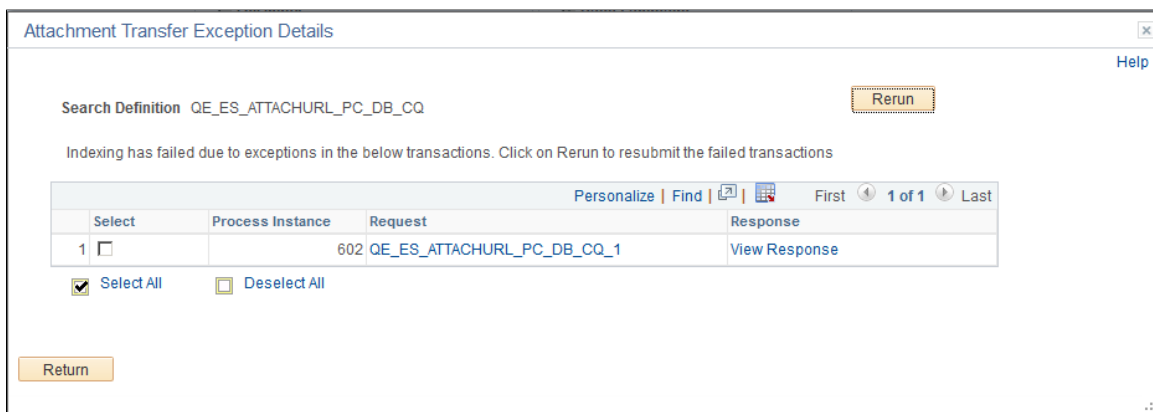 Attachment Transfer Exception Details
Help
Search Definition QE_ES_ATTACHURL_PC_DB_CQ
Rerun
Indexing has failed due to exceptions in the below transactions. Click on Rerun to resubmit the failed transactions
Personalize | Find | | First 1 of 1 Last
Select Process Instance Request Response
1 602 QE_ES_ATTACHURL_PC_DB_CQ_1 View Response
Select All Deselect All
Return